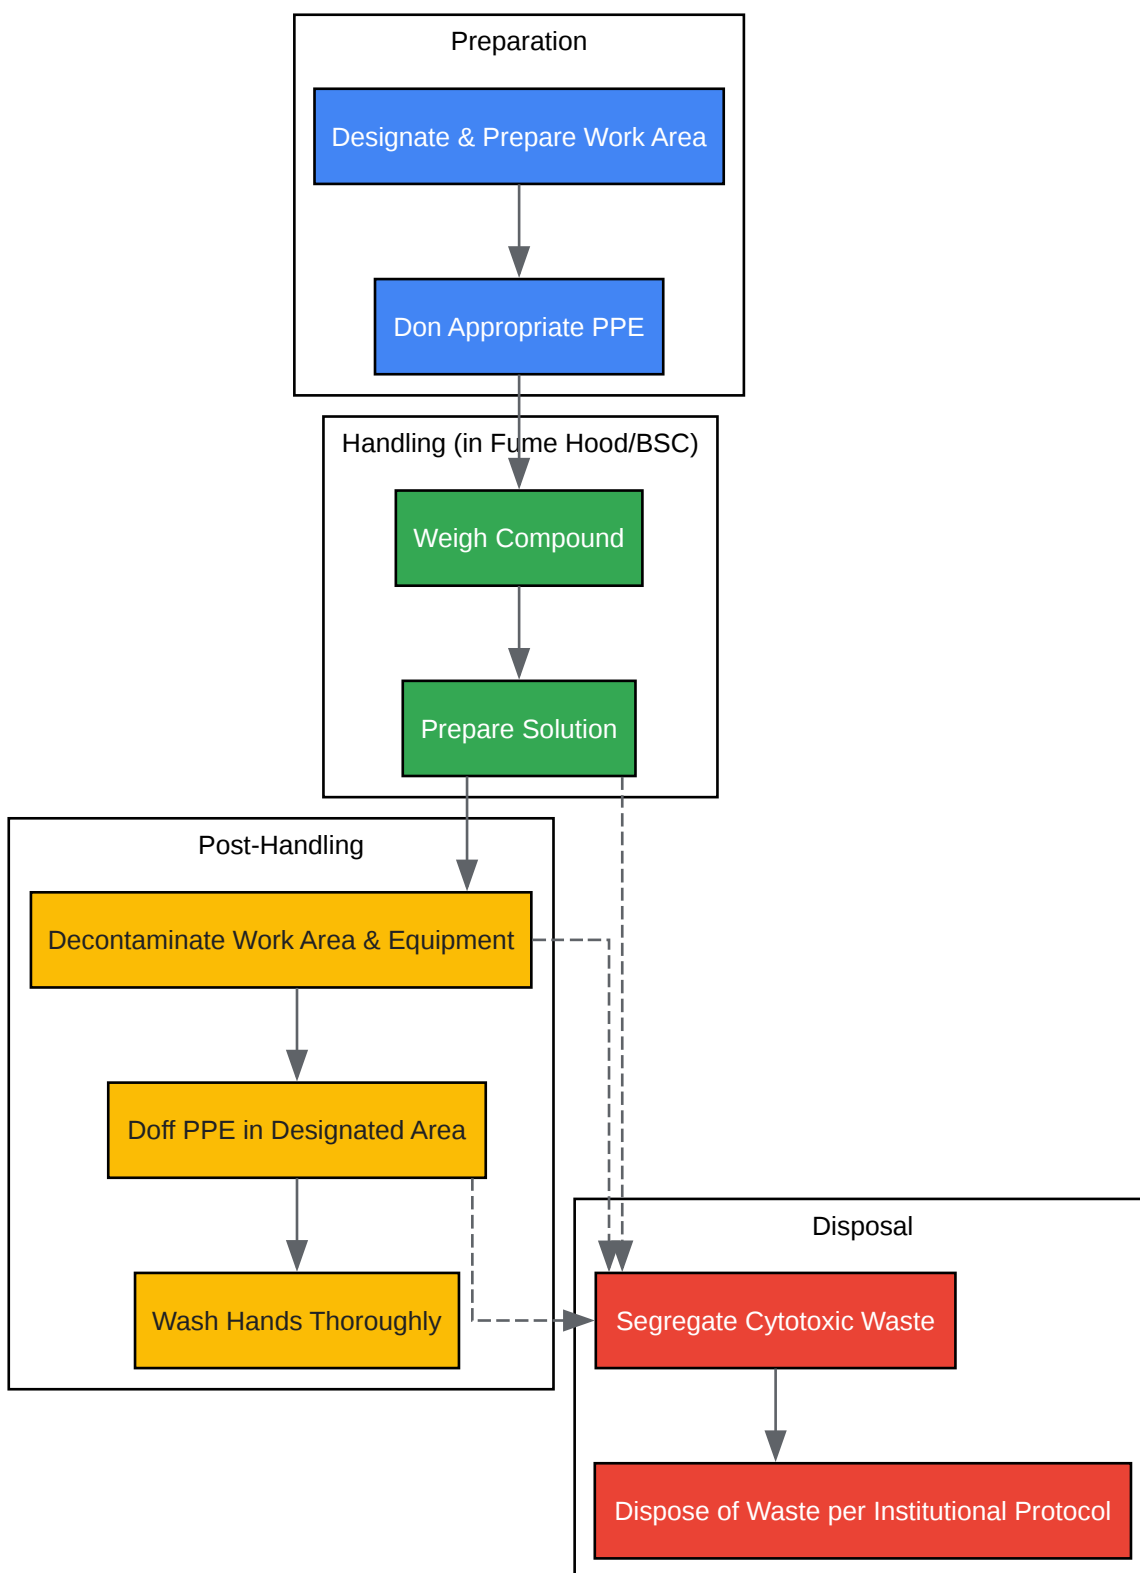 Preparation
Designate & Prepare Work Area
Don Appropriate PPE
Handling (in Fume Hood/BSC)
Weigh Compound
Prepare Solution
Post-Handling
Decontaminate Work Area & Equipment
Doff PPE in Designated Area
Wash Hands Thoroughly
Disposal
Segregate Cytotoxic Waste
Dispose of Waste per Institutional Protocol